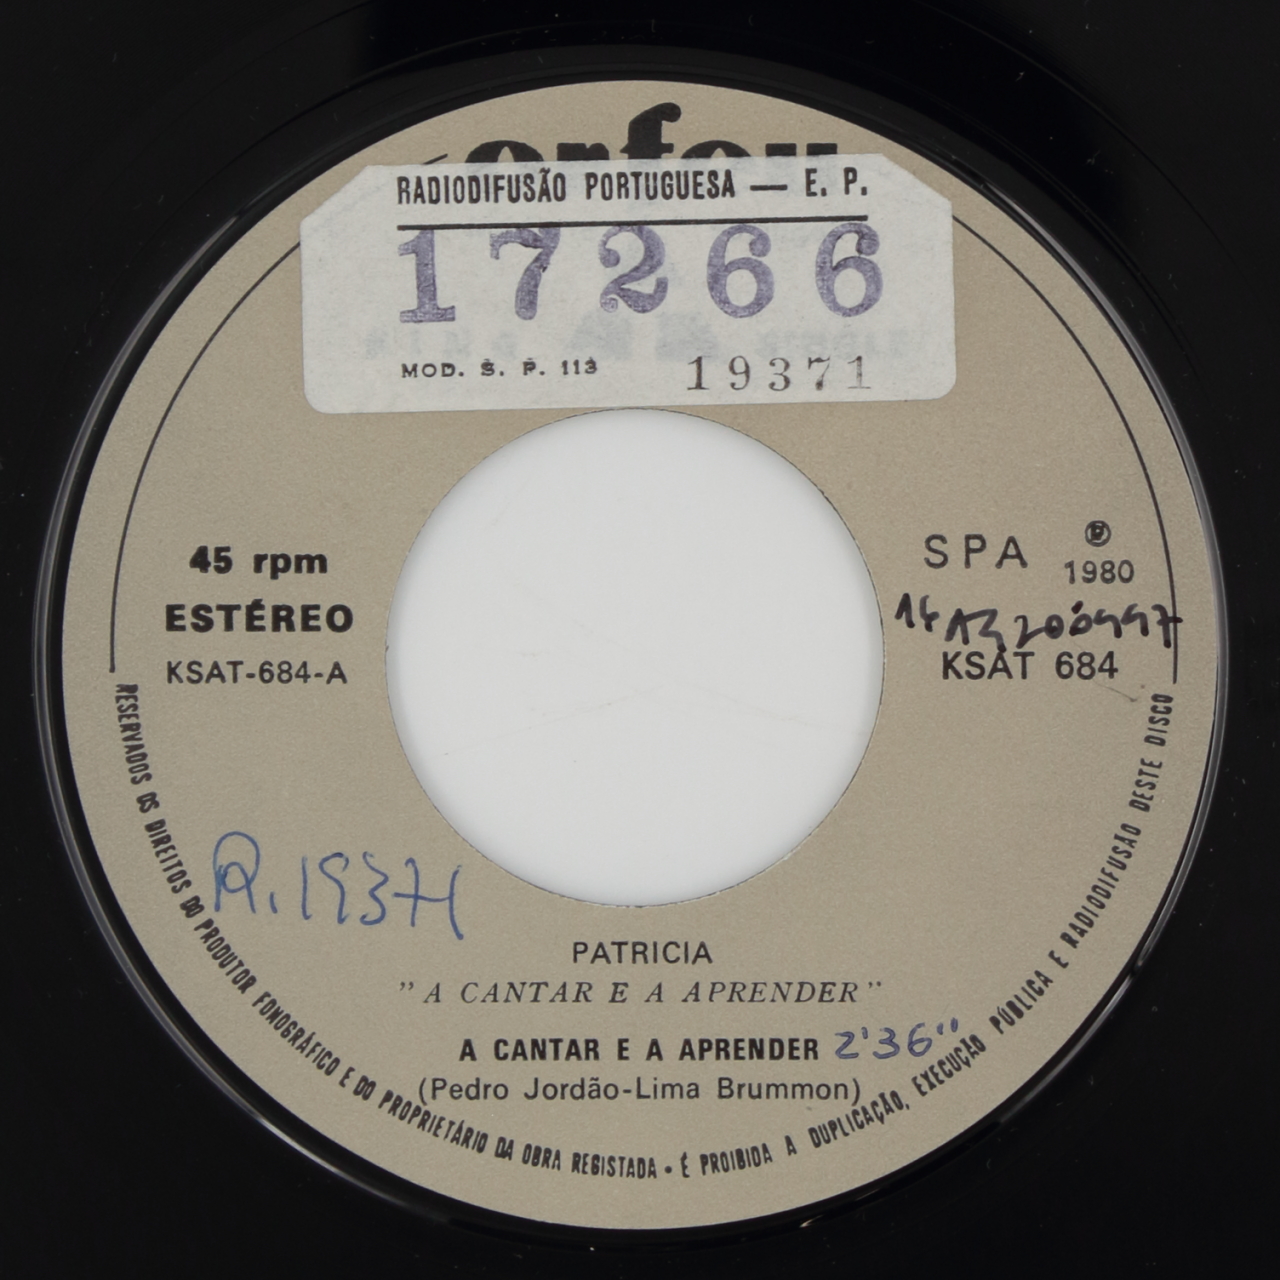 orfeu
RADIODIFUSÃO PORTUGUESA — E. P.
17266
MOD. S. P. 113 19371
45 rpm
ESTÉREO
KSAT-684-A
SPA ℗ 1980
KSAT 684
R. 19371
PATRICIA
"A CANTAR E A APRENDER"
A CANTAR E A APRENDER 2'36"
(Pedro Jordão-Lima Brummon)
RESERVADOS OS DIREITOS DO PRODUTOR FONOGRÁFICO E DO PROPRIETÁRIO DA OBRA REGISTADA • É PROIBIDA A DUPLICAÇÃO, EXECUÇÃO PÚBLICA E RADIODIFUSÃO DESTE DISCO